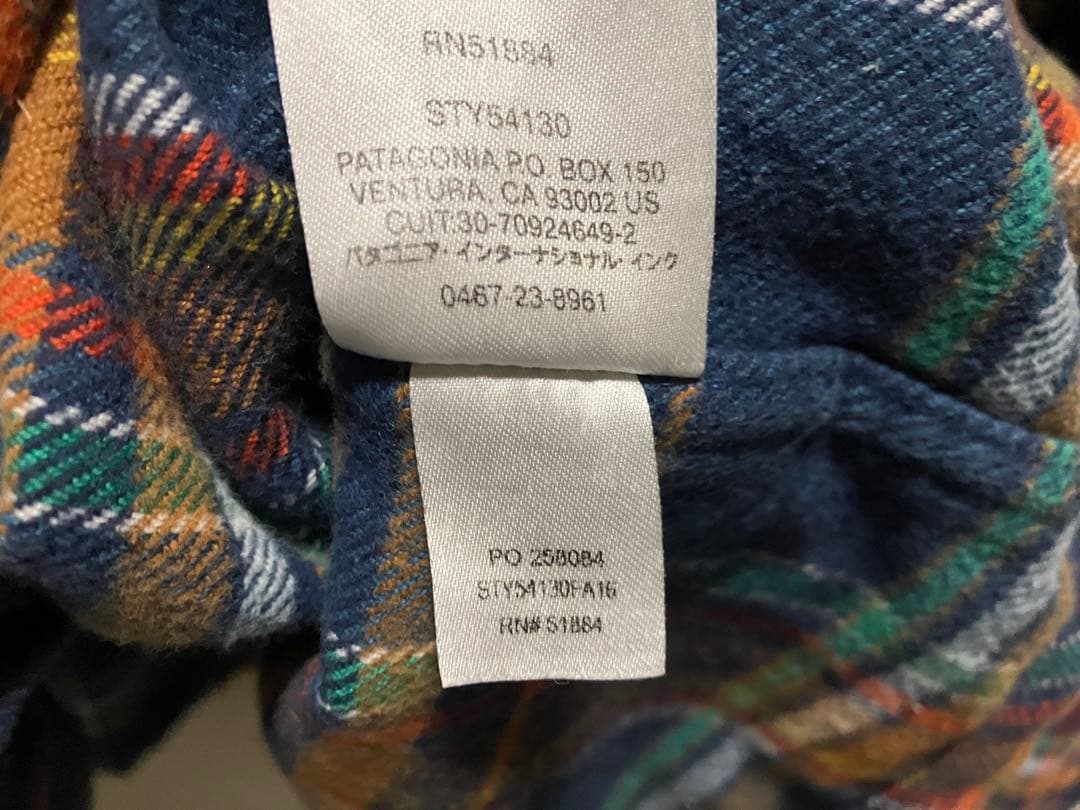 RN51884
STY54130
PATAGONIA P.O. BOX 150
VENTURA, CA 93002 US
CUIT:30-70924649-2
パタゴニア・インターナショナル インク
0467-23-8961
PO 258084
STY54130FA16
RN# 51884